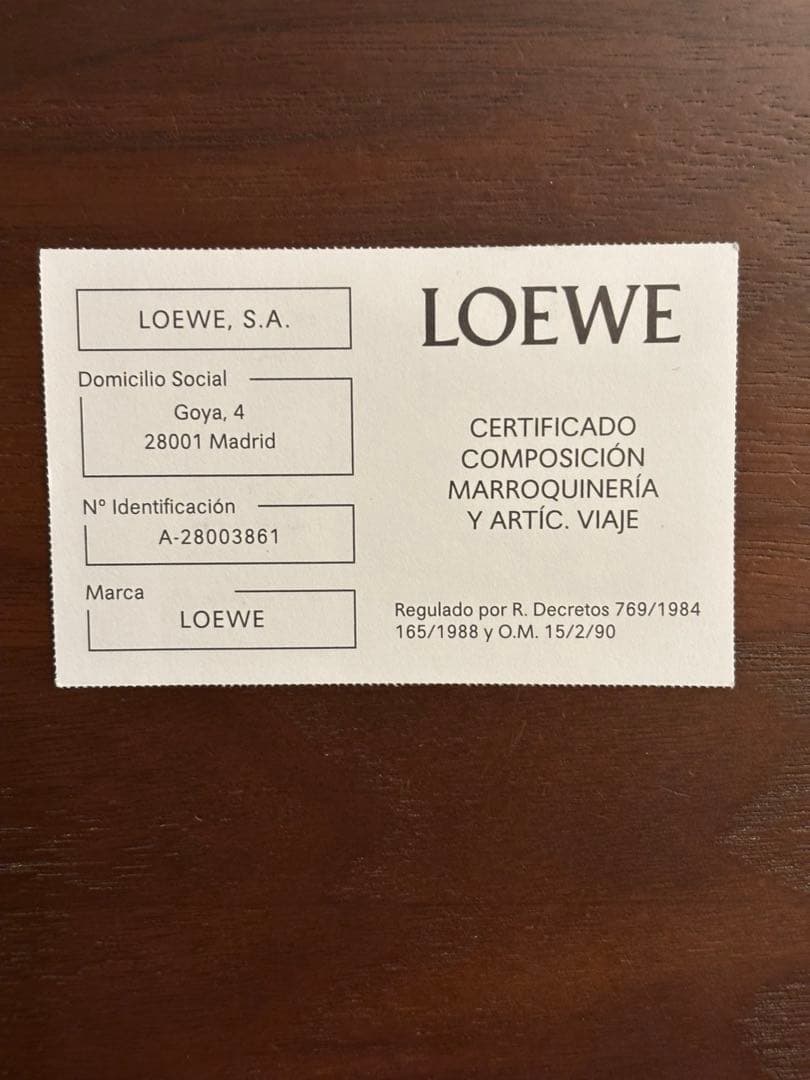 LOEWE, S.A.
Domicilio Social
Goya, 4
28001 Madrid
Nº Identificación
A-28003861
Marca
LOEWE
LOEWE
CERTIFICADO
COMPOSICIÓN
MARROQUINERÍA
Y ARTÍC. VIAJE
Regulado por R. Decretos 769/1984
165/1988 y O.M. 15/2/90